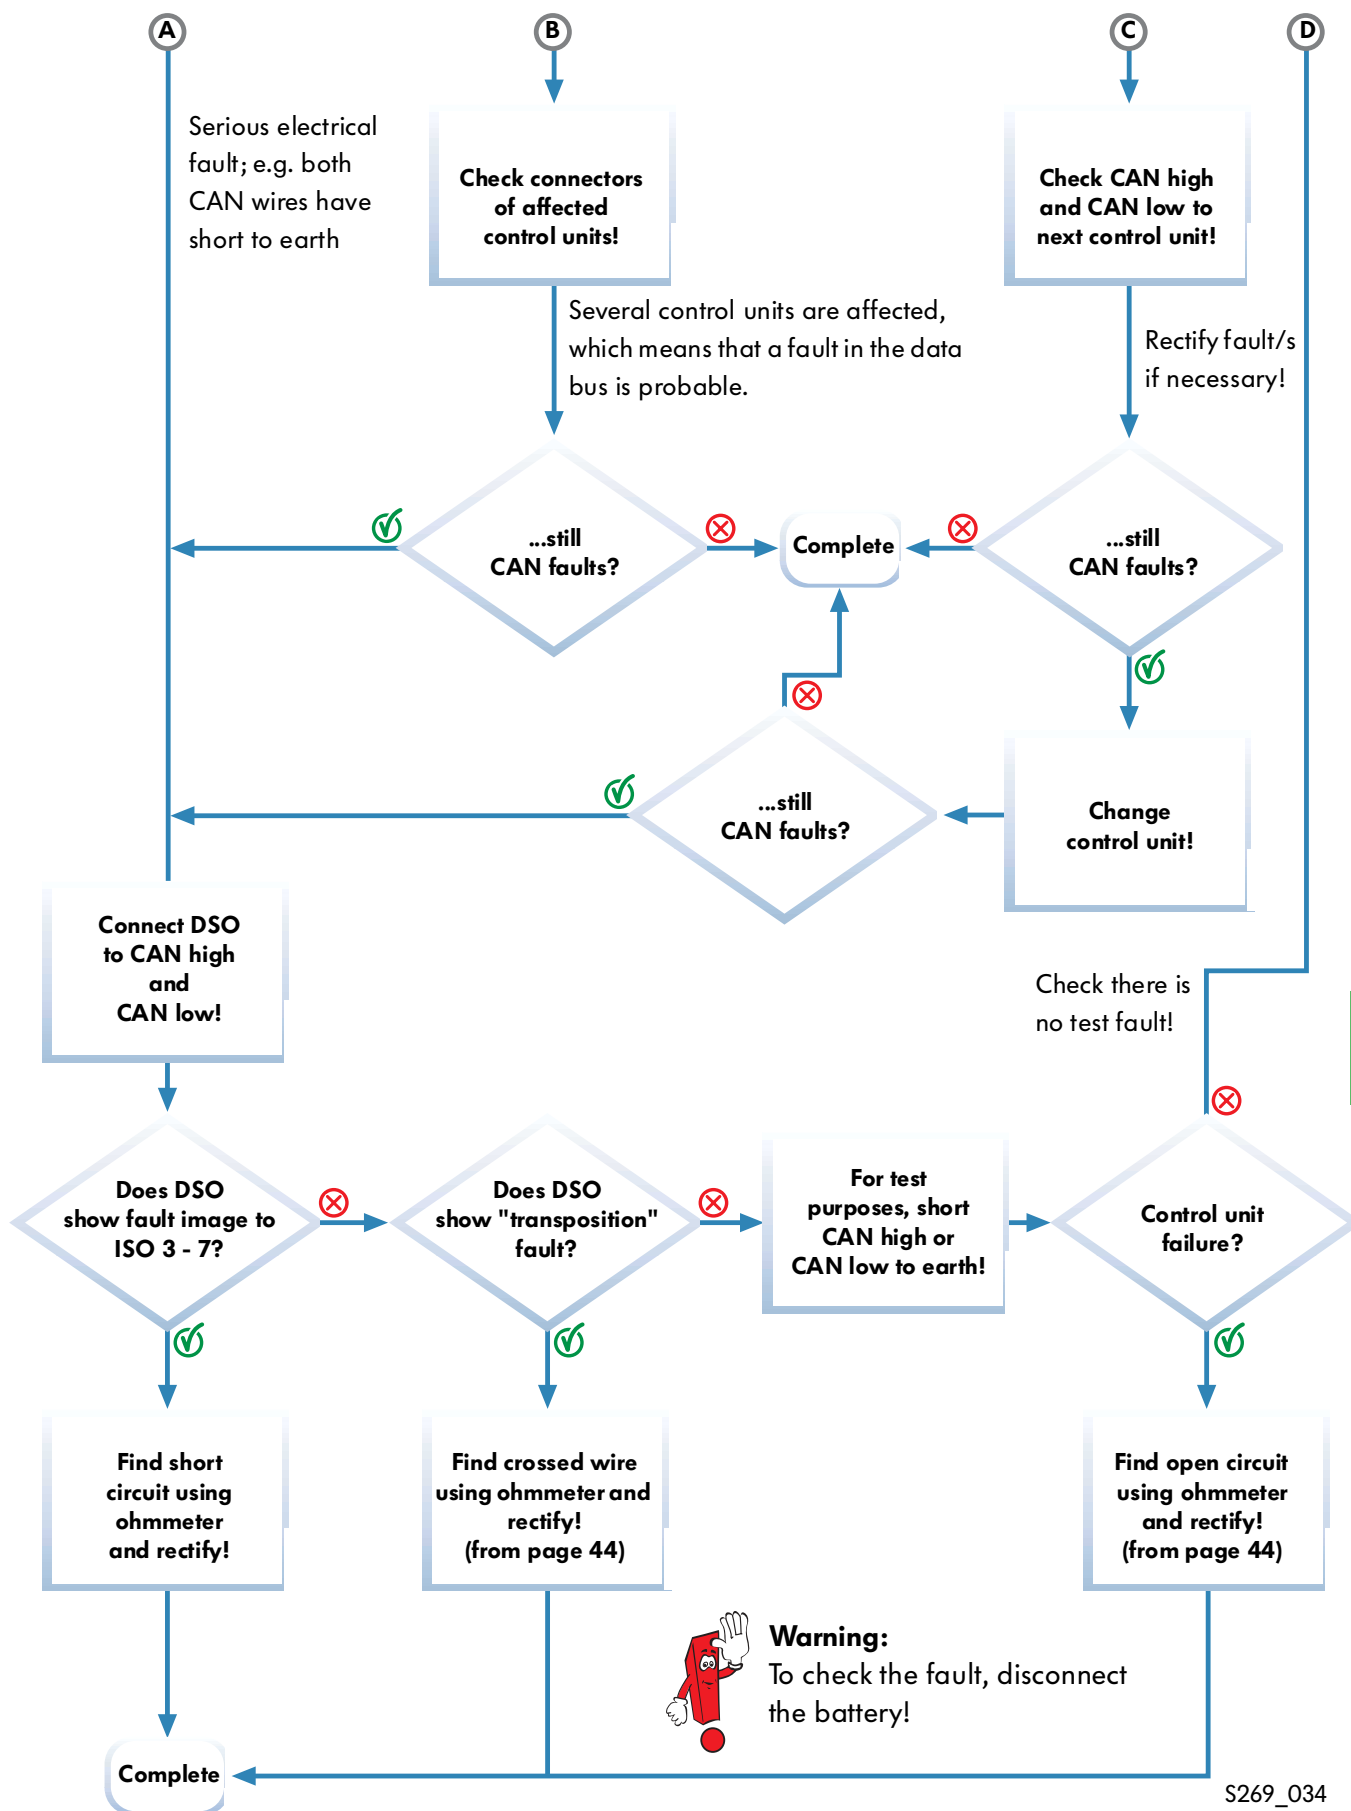 A
B
C
D
Serious electrical
fault; e.g. both
CAN wires have
short to earth
Check connectors
of affected
control units!
Check CAN high
and CAN low to
next control unit!
Several control units are affected,
which means that a fault in the data
bus is probable.
Rectify fault/s
if necessary!
...still
CAN faults?
Complete
...still
CAN faults?
...still
CAN faults?
Change
control unit!
Connect DSO
to CAN high
and
CAN low!
Check there is
no test fault!
Does DSO
show fault image to
ISO 3 - 7?
Does DSO
show "transposition"
fault?
For test
purposes, short
CAN high or
CAN low to earth!
Control unit
failure?
Find short
circuit using
ohmmeter
and rectify!
Find crossed wire
using ohmmeter and
rectify!
(from page 44)
Find open circuit
using ohmmeter
and rectify!
(from page 44)
Warning:
To check the fault, disconnect
the battery!
Complete
S269_034